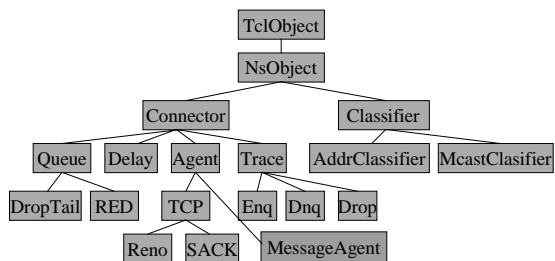 TclObject
NsObject
Connector Classifier
Queue Delay Agent Trace AddrClassifier McastClasifier
DropTail RED TCP Enq Dnq Drop
Reno SACK MessageAgent